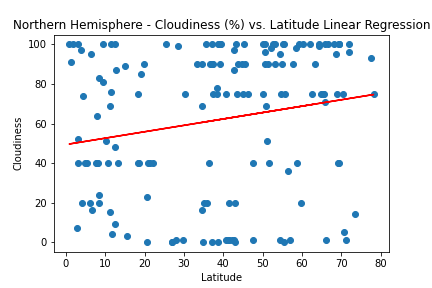 Northern Hemisphere - Cloudiness (%) vs. Latitude Linear Regression
100
80
60
40
20
0
Cloudiness
0 10 20 30 40 50 60 70 80
Latitude